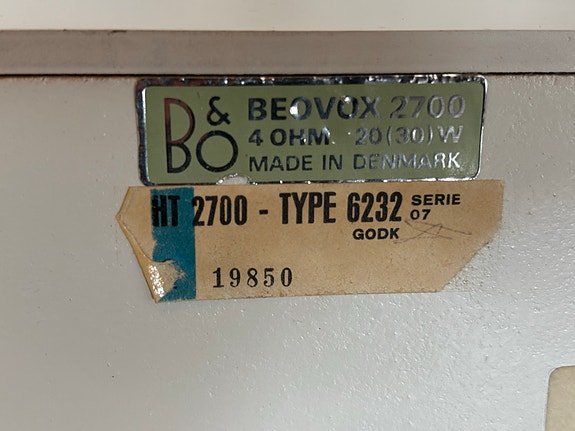 B&O
BEOVOX 2700
4 OHM 20(30)W
MADE IN DENMARK
HT 2700 - TYPE 6232 SERIE 07
GODK
19850